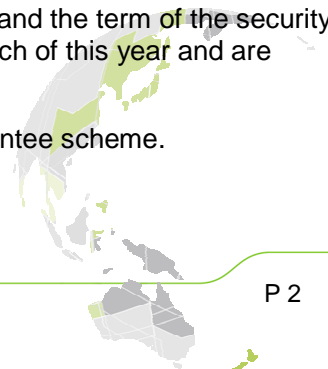 and the term of the security
ch of this year and are
ntee scheme.
P 2